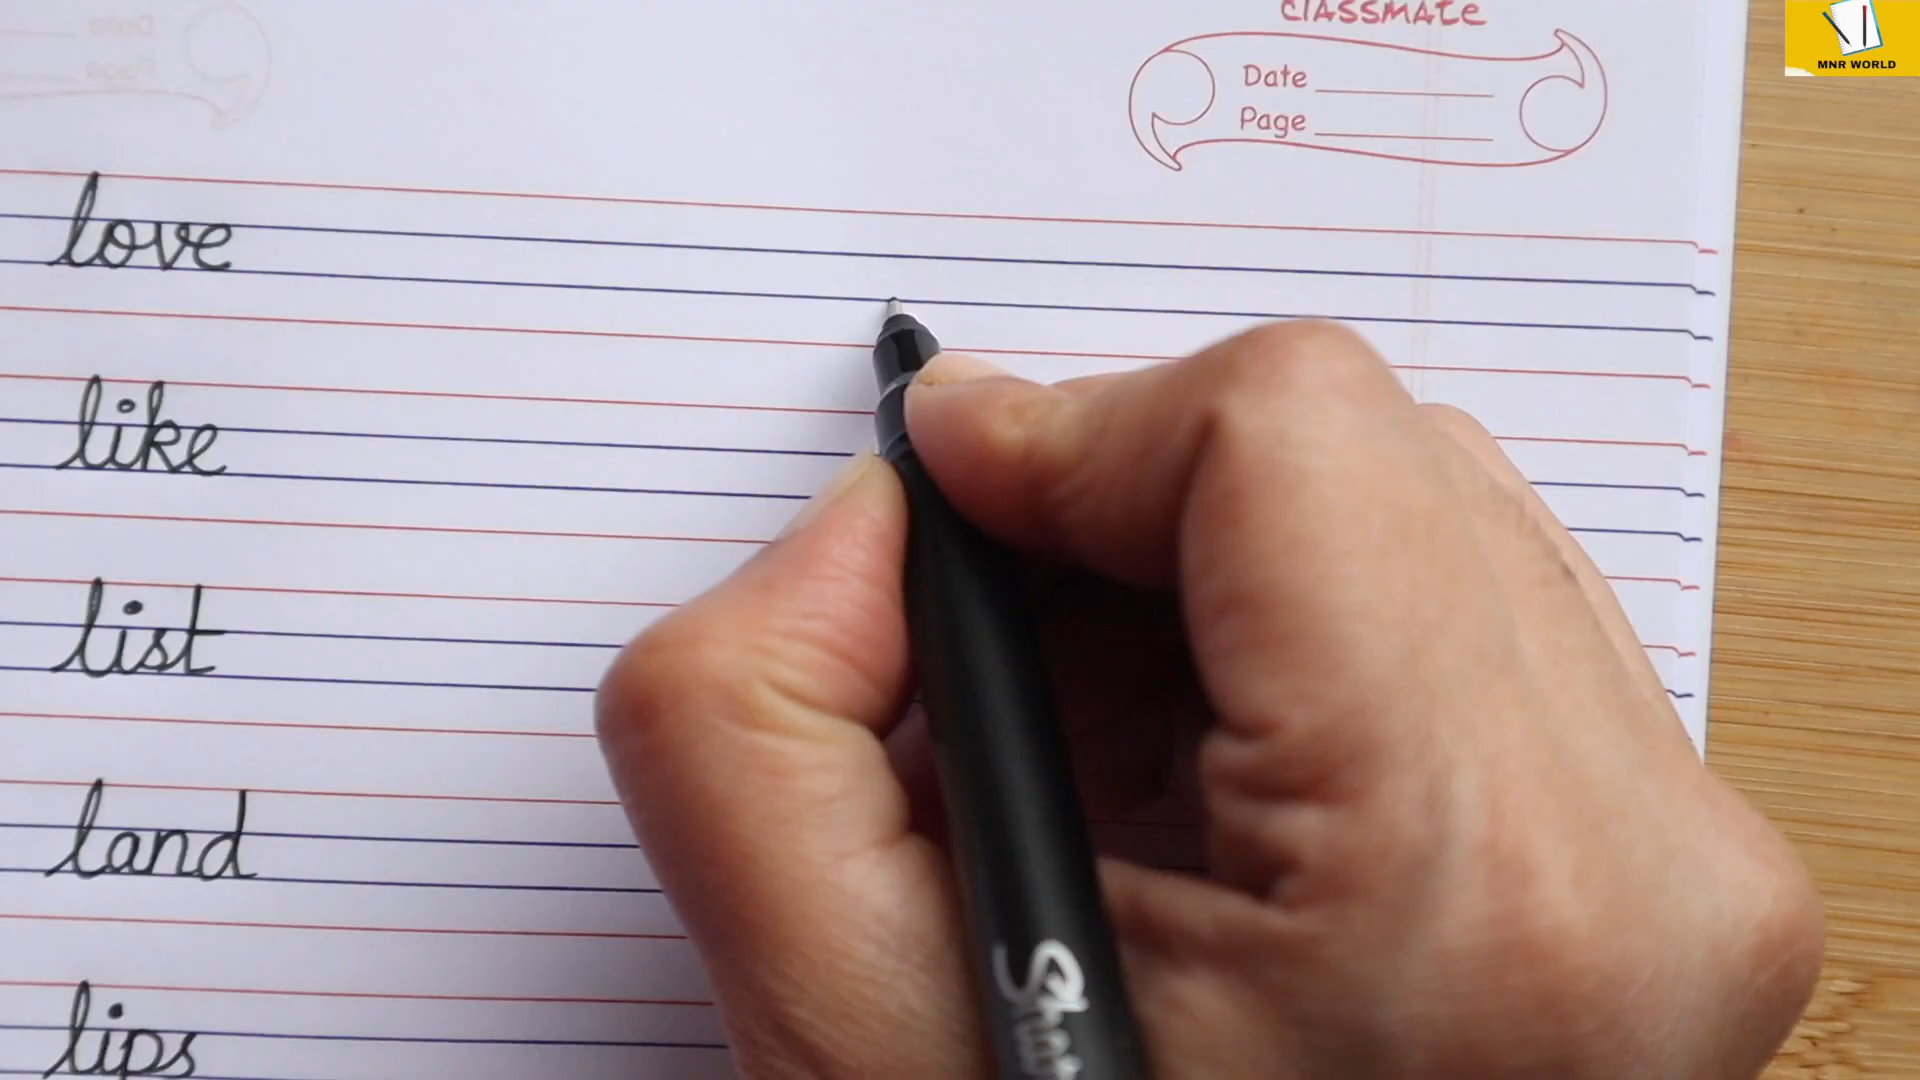 CLASSMATE
Date
Page
MNR WORLD
love
like
list
land
lips